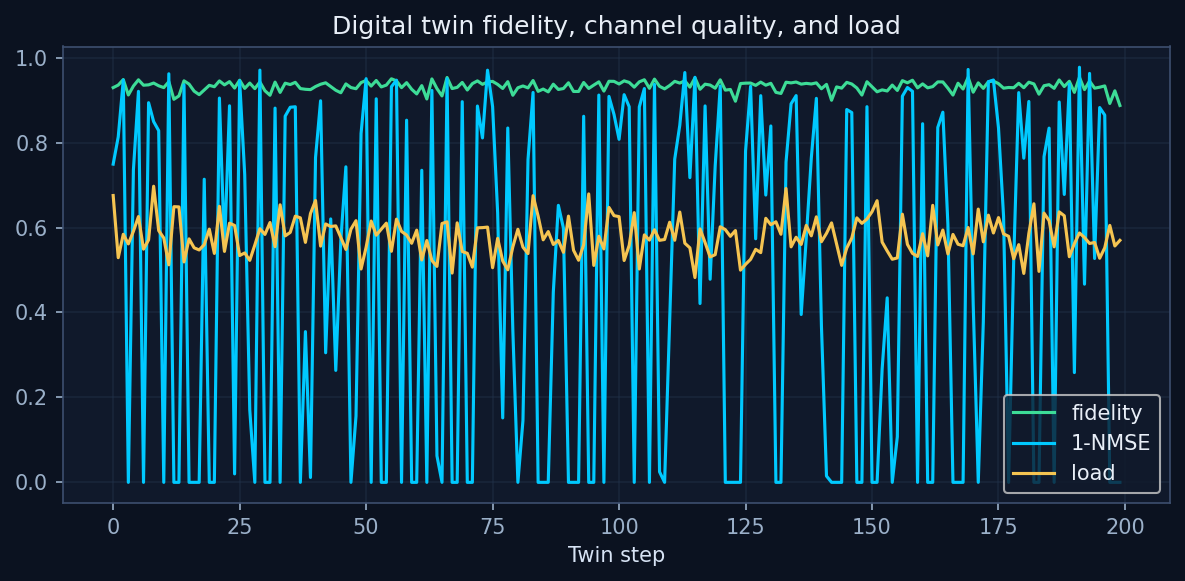 Digital twin fidelity, channel quality, and load
1.0
0.8
0.6
0.4
0.2
0.0
0 25 50 75 100 125 150 175 200
Twin step
fidelity
1-NMSE
load